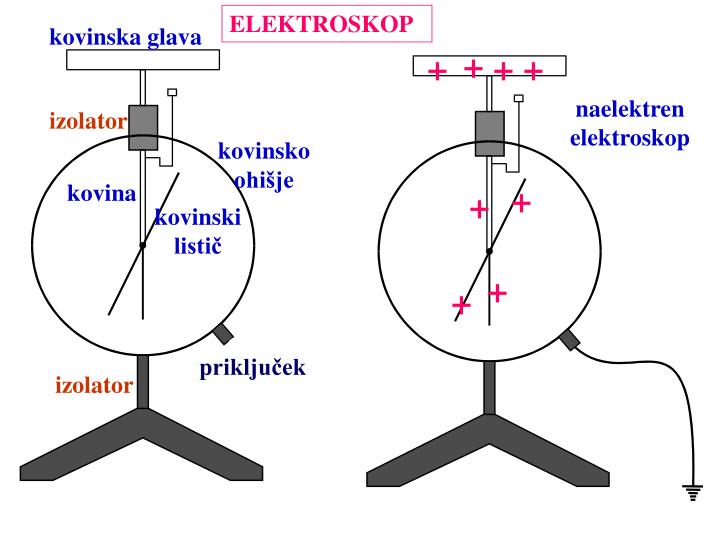 ELEKTROSKOP
kovinska glava
izolator
kovinsko
ohišje
kovina
kovinski
listič
priključek
izolator
+ + + +
naelektren
elektroskop
+ +
+ +